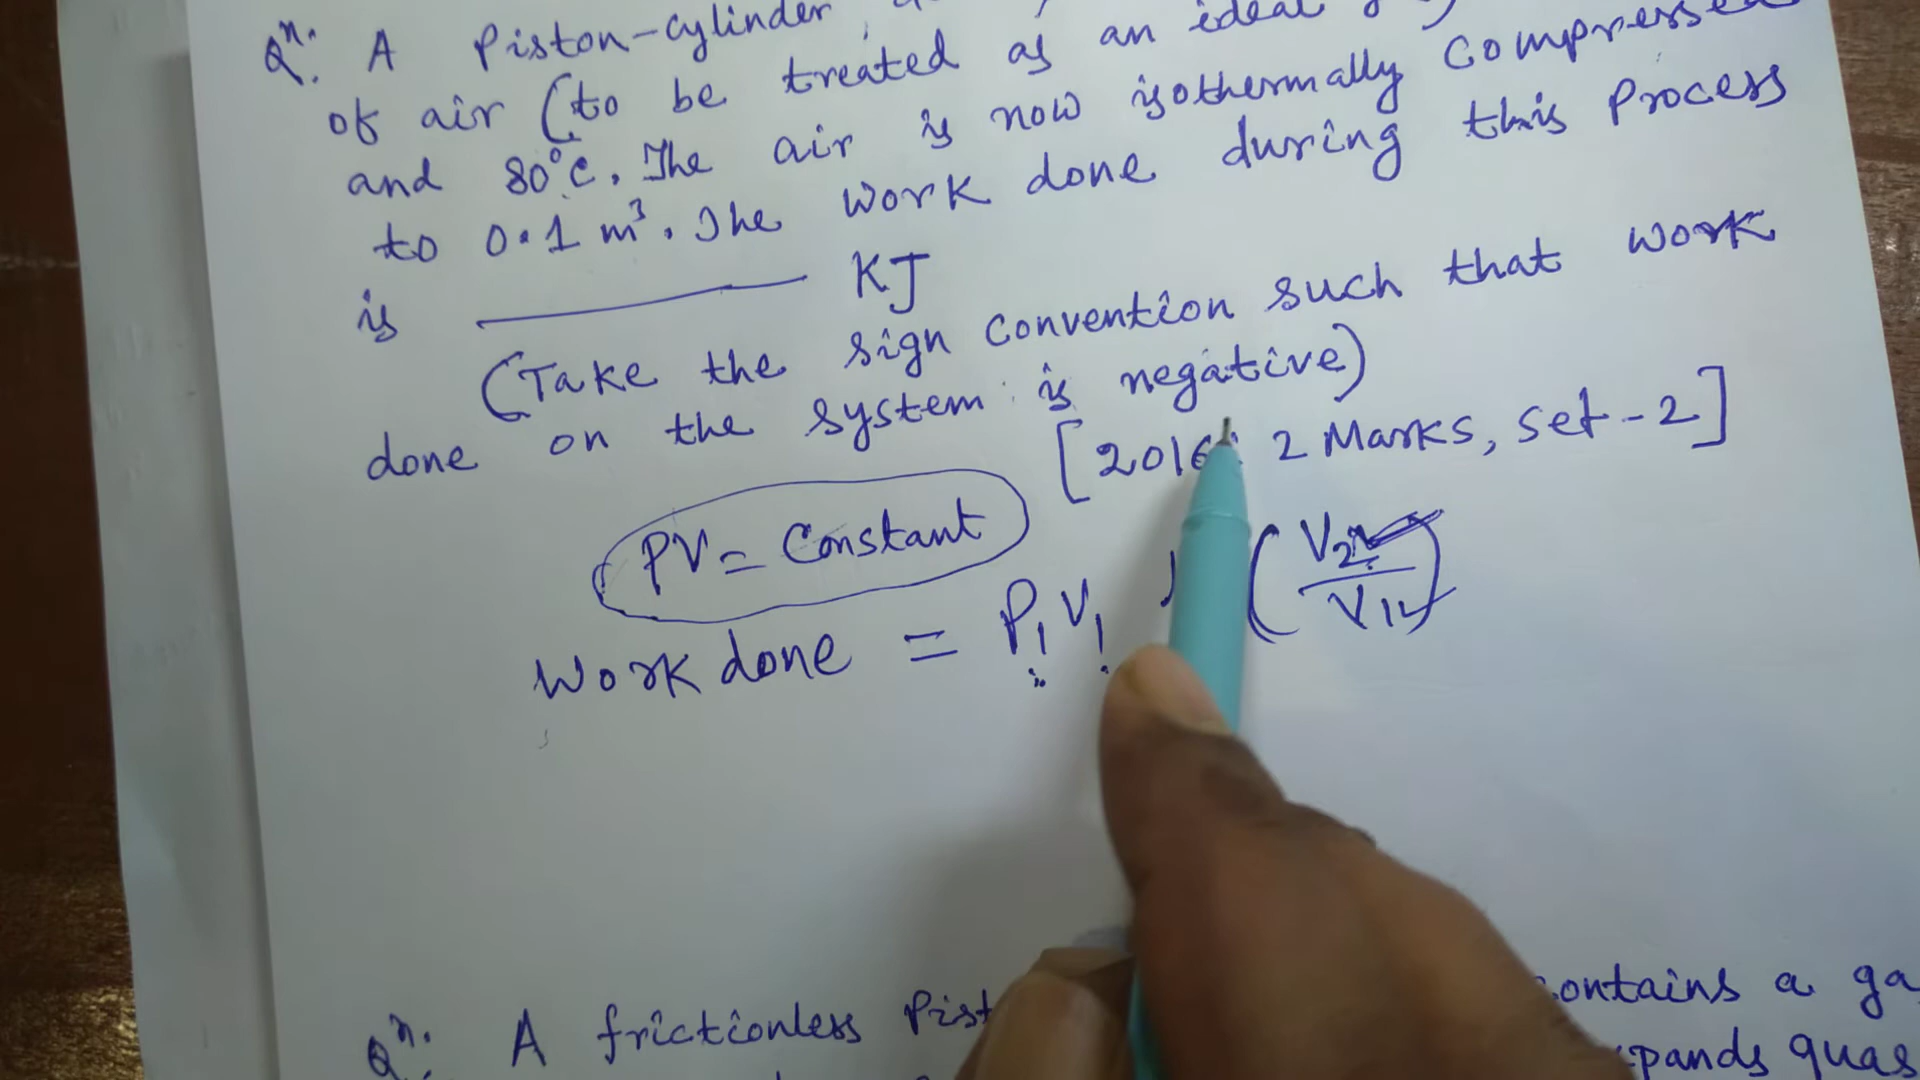 Qn: A Piston-cylinder
of air (to be treated as an ideal
and 80°C. The air is now isothermally compressed
to 0.1 m³. The work done during this process
is ______ KJ
(Take the sign convention such that work
done on the system is negative)
[2016: 2 Marks, set-2]
PV = Constant
Work done = P1V1 (V2/V1)
Qn: A frictionless Pist contains a ga
pands quas